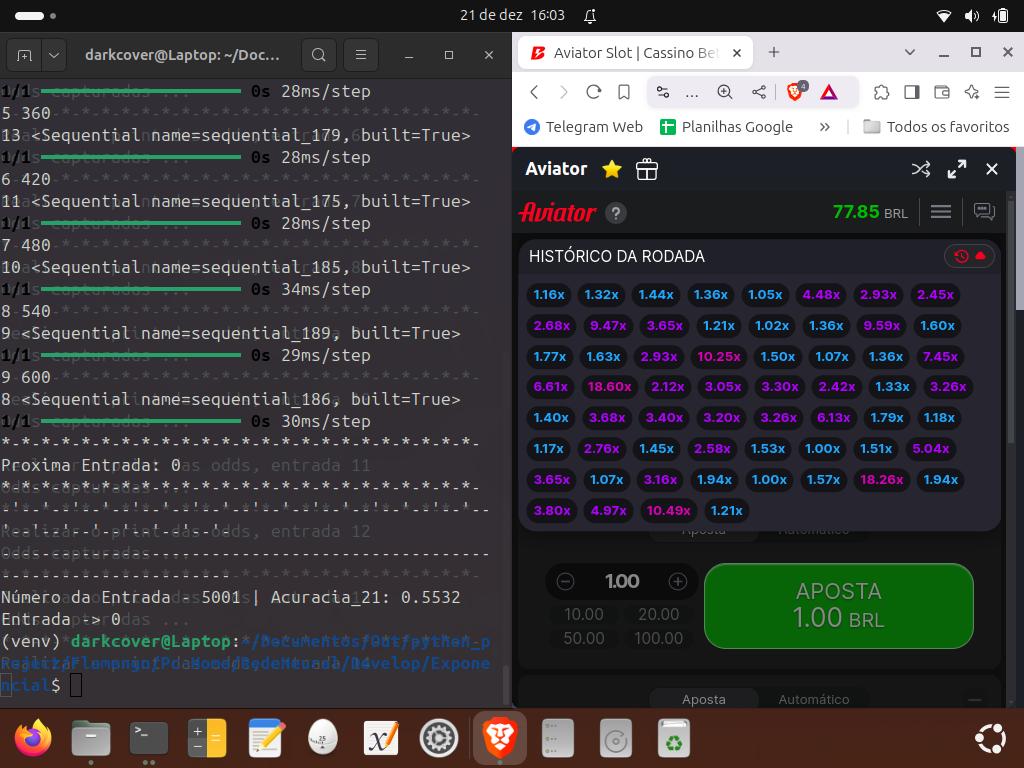 21 de dez 16:03
darkcover@Laptop: ~/Doc...
1/1 0s 28ms/step
5 360
13 <Sequential name=sequential_179, built=True>
1/1 0s 28ms/step
6 420
11 <Sequential name=sequential_175, built=True>
1/1 0s 28ms/step
7 480
10 <Sequential name=sequential_185, built=True>
1/1 0s 34ms/step
8 540
9 <Sequential name=sequential_189, built=True>
1/1 0s 29ms/step
9 600
8 <Sequential name=sequential_186, built=True>
1/1 0s 30ms/step
Proxima Entrada: 0
Número da Entrada - 5001 | Acuradia_21: 0.5532
Entrada -> 0
(venv) darkcover@Laptop:
$
Aviator Slot | Cassino Bet
4
Telegram Web
Planilhas Google
Todos os favoritos
Aviator
Aviator ? 77.85 BRL
HISTÓRICO DA RODADA
1.16x 1.32x 1.44x 1.36x 1.05x 4.48x 2.93x 2.45x
2.68x 9.47x 3.65x 1.21x 1.02x 1.36x 9.59x 1.60x
1.77x 1.63x 2.93x 10.25x 1.50x 1.07x 1.36x 7.45x
6.61x 18.60x 2.12x 3.05x 3.30x 2.42x 1.33x 3.26x
1.40x 3.68x 3.40x 3.20x 3.26x 6.13x 1.79x 1.18x
1.17x 2.76x 1.45x 2.58x 1.53x 1.00x 1.51x 5.04x
3.65x 1.07x 3.16x 1.94x 1.00x 1.57x 18.26x 1.94x
3.80x 4.97x 10.49x 1.21x
Aposta Automático
1.00
10.00 20.00
50.00 100.00
APOSTA
1.00 BRL
Aposta Automático